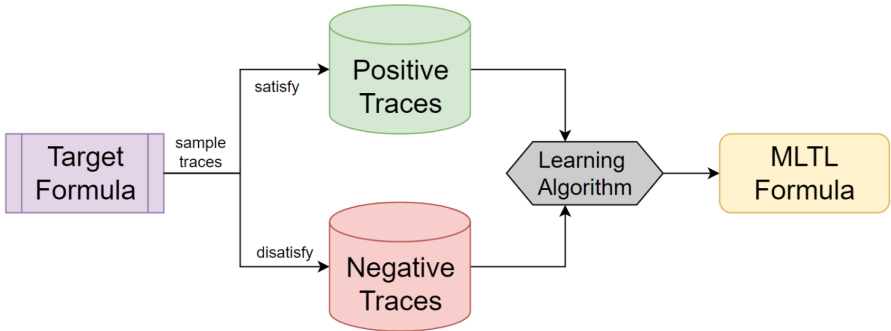 Target
Formula
sample
traces
satisfy
disatisfy
Positive
Traces
Negative
Traces
Learning
Algorithm
MLTL
Formula